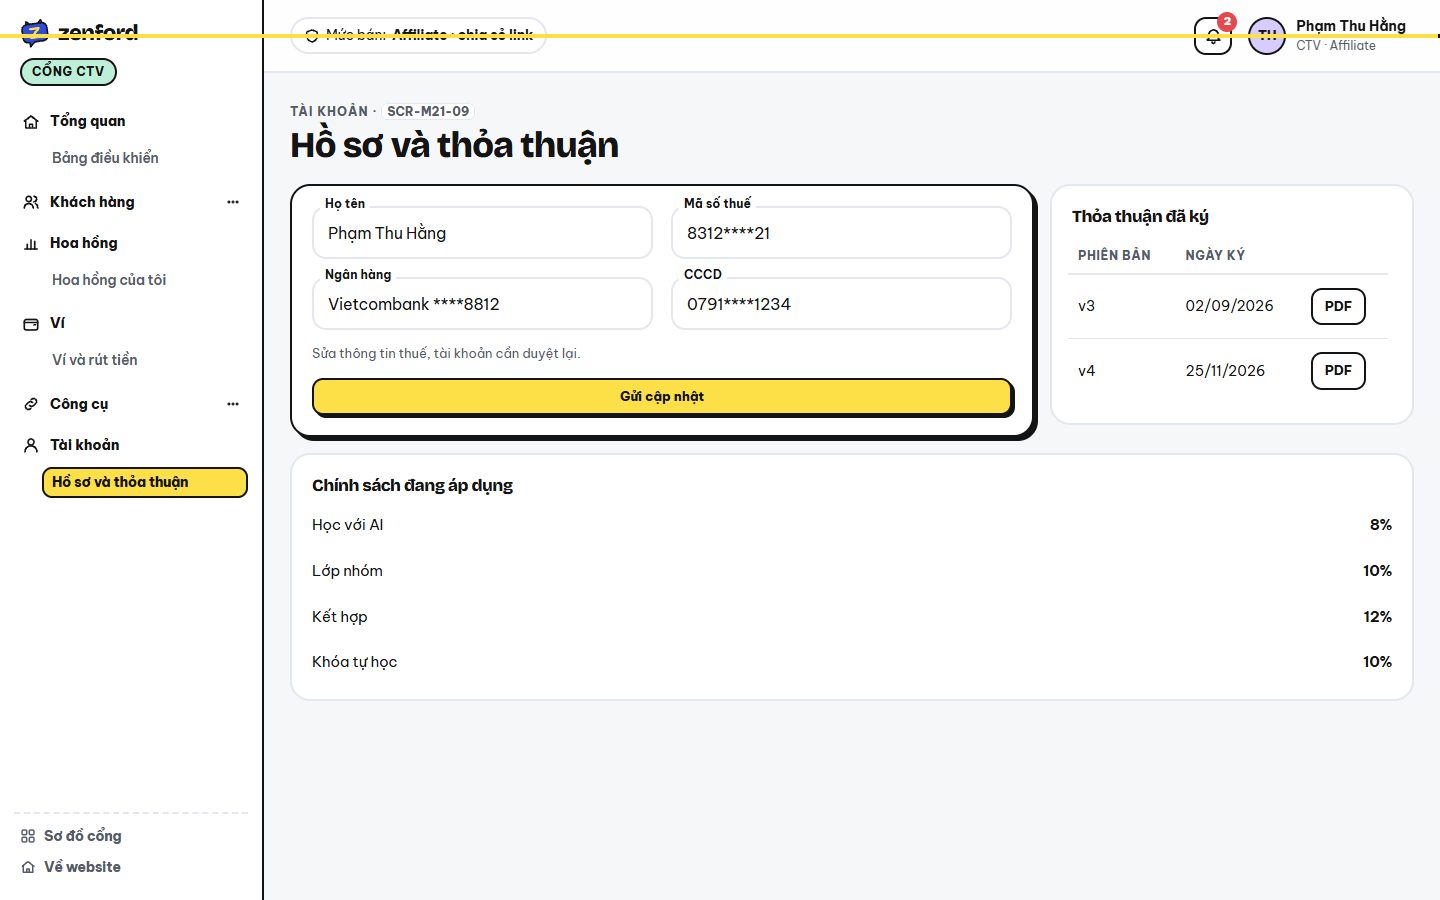 zenford
CỔNG CTV
Tổng quan
Bảng điều khiển
Khách hàng
Hoa hồng
Hoa hồng của tôi
Ví
Ví và rút tiền
Công cụ
Tài khoản
Hồ sơ và thỏa thuận
Sơ đồ cổng
Về website
Mức bán: Affiliate · chia sẻ link
2
TH
Phạm Thu Hằng
CTV · Affiliate
TÀI KHOẢN · SCR-M21-09
Hồ sơ và thỏa thuận
Họ tên
Phạm Thu Hằng
Mã số thuế
8312****21
Ngân hàng
Vietcombank ****8812
CCCD
0791****1234
Sửa thông tin thuế, tài khoản cần duyệt lại.
Gửi cập nhật
Thỏa thuận đã ký
PHIÊN BẢN NGÀY KÝ
v3 02/09/2026 PDF
v4 25/11/2026 PDF
Chính sách đang áp dụng
Học với AI 8%
Lớp nhóm 10%
Kết hợp 12%
Khóa tự học 10%